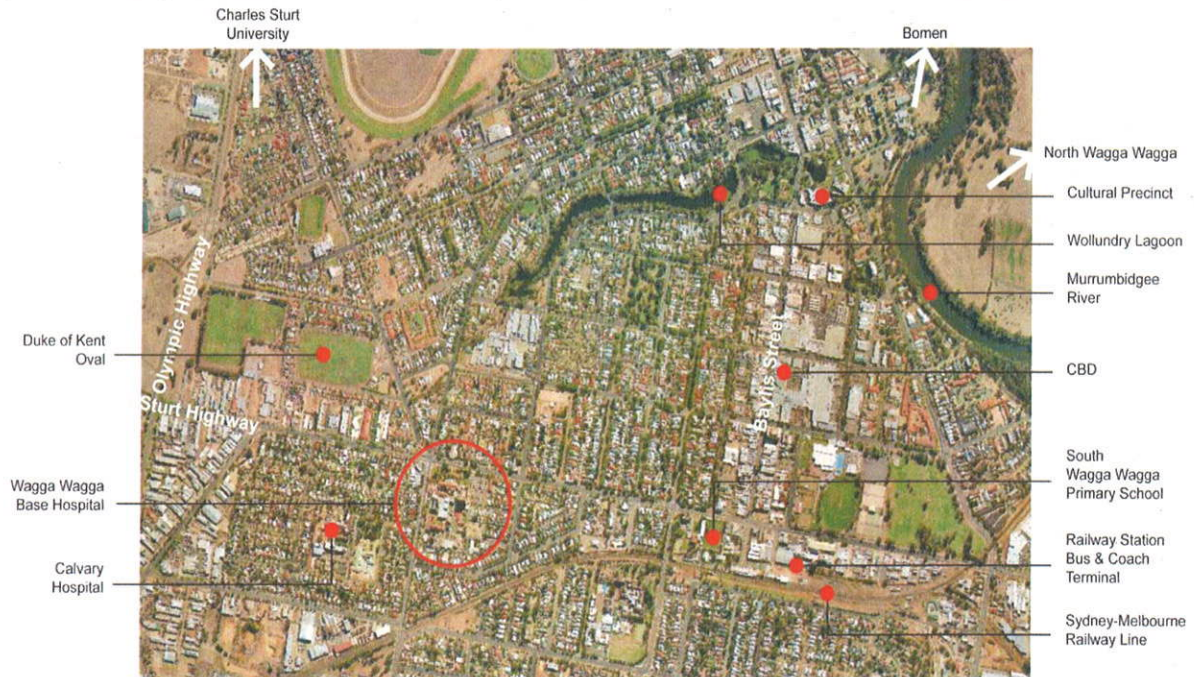 Charles Sturt
University
Bomen
North Wagga Wagga
Cultural Precinct
Wollundry Lagoon
Murrumbidgee
River
Olympic Highway
Duke of Kent
Oval
CBD
Baylis Street
Sturt Highway
South
Wagga Wagga
Primary School
Wagga Wagga
Base Hospital
Railway Station
Bus & Coach
Terminal
Calvary
Hospital
Sydney-Melbourne
Railway Line